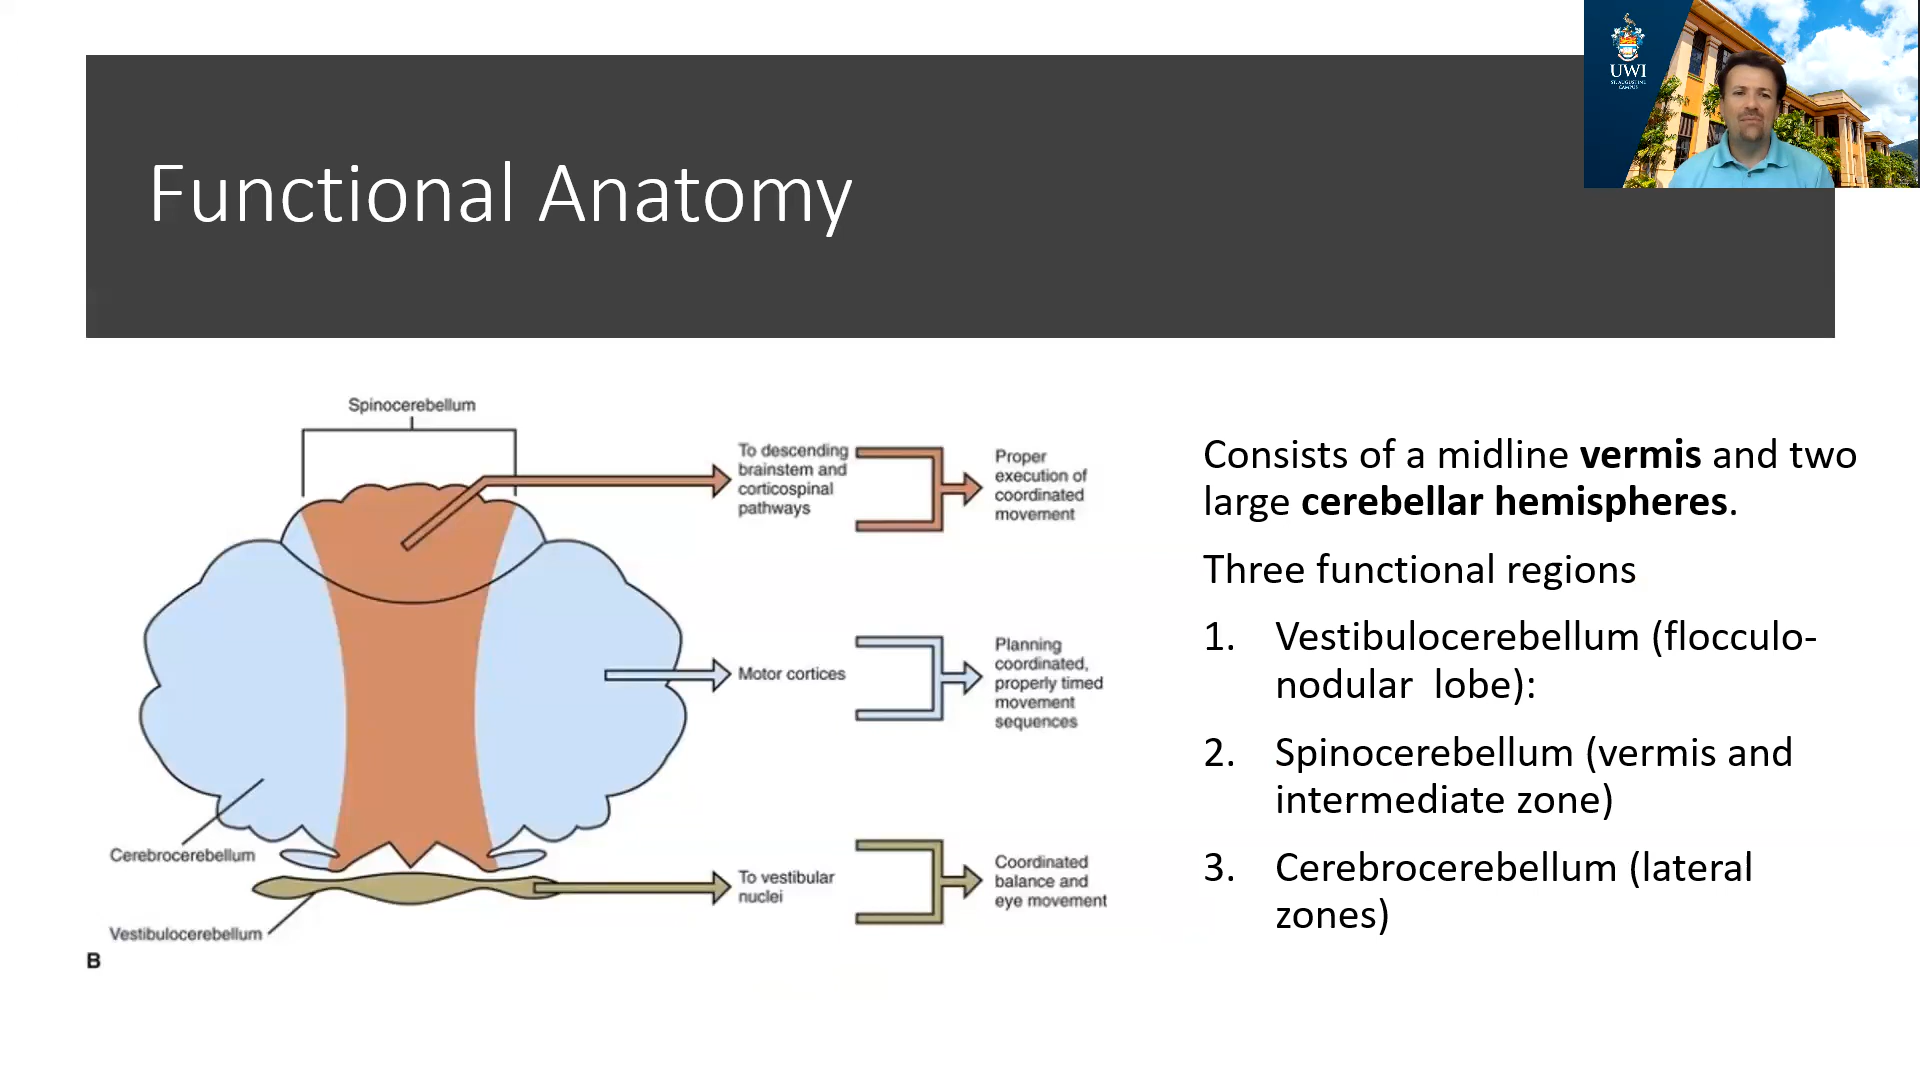 UWI
ST. AUGUSTINE
CAMPUS
Functional Anatomy
Spinocerebellum
To descending
brainstem and
corticospinal
pathways
Proper
execution of
coordinated
movement
Motor cortices
Planning
coordinated,
properly timed
movement
sequences
Cerebrocerebellum
To vestibular
nuclei
Coordinated
balance and
eye movement
Vestibulocerebellum
B
Consists of a midline vermis and two
large cerebellar hemispheres.
Three functional regions
1. Vestibulocerebellum (flocculo-
nodular lobe):
2. Spinocerebellum (vermis and
intermediate zone)
3. Cerebrocerebellum (lateral
zones)